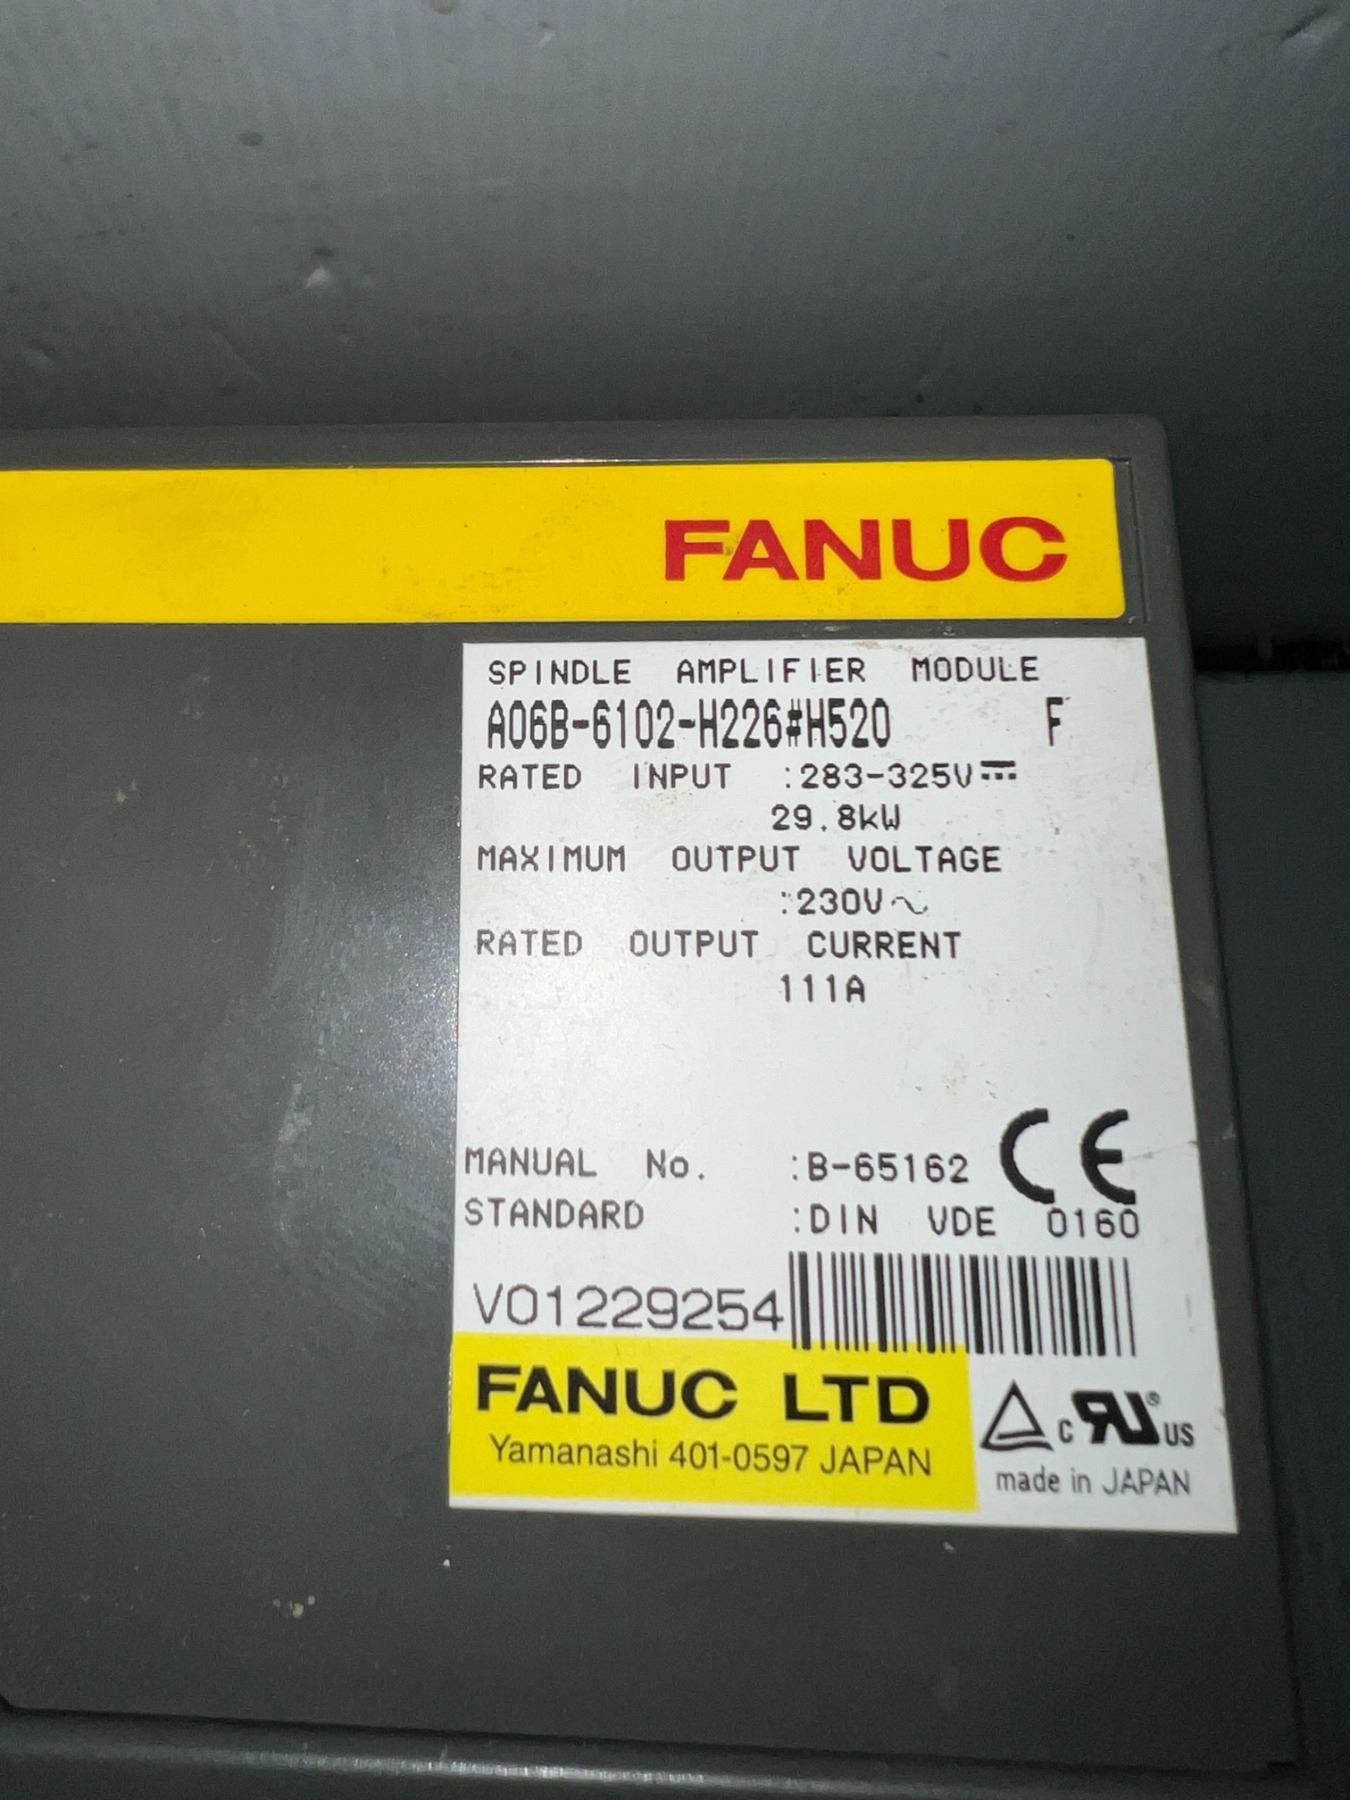 FANUC
SPINDLE AMPLIFIER MODULE
A06B-6102-H226#H520 F
RATED INPUT :283-325V⎓
29.8kW
MAXIMUM OUTPUT VOLTAGE
:230V~
RATED OUTPUT CURRENT
111A
MANUAL No. :B-65162 CE
STANDARD :DIN VDE 0160
V01229254
FANUC LTD
Yamanashi 401-0597 JAPAN
c RU® US
made in JAPAN